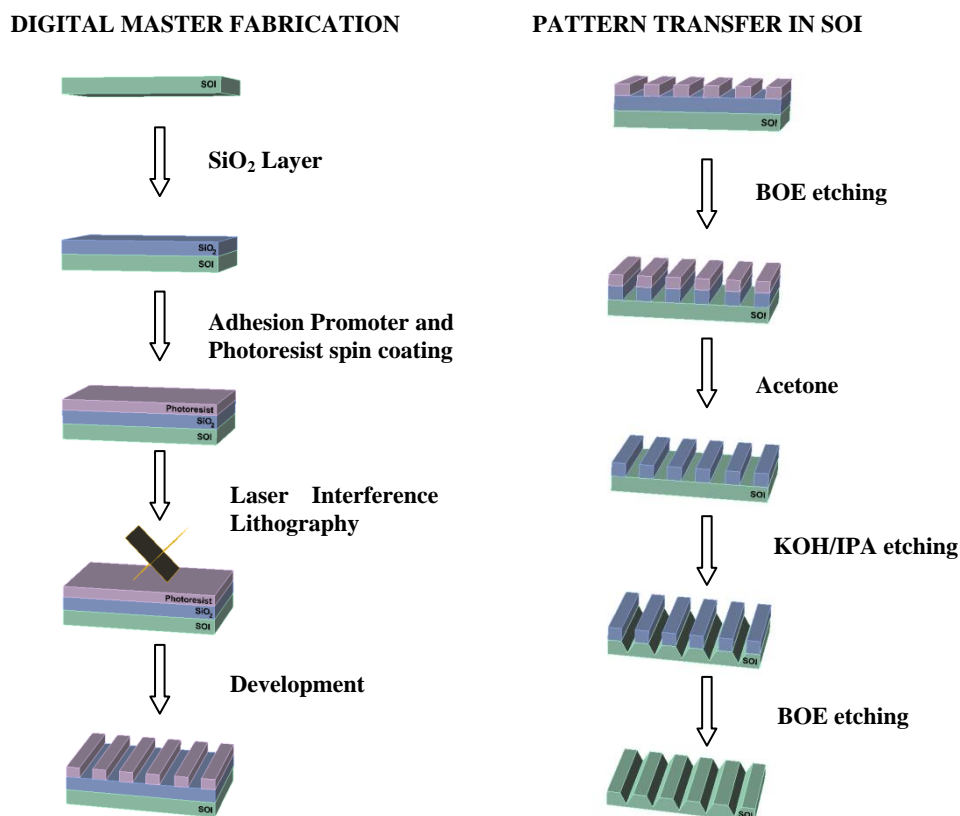 DIGITAL MASTER FABRICATION
SOI
SiO₂ Layer
SiO₂
SOI
Adhesion Promoter and
Photoresist spin coating
Photoresist
SiO₂
SOI
Laser Interference
Lithography
Photoresist
SiO₂
SOI
Development
SOI
PATTERN TRANSFER IN SOI
SOI
BOE etching
SOI
Acetone
SOI
KOH/IPA etching
SOI
BOE etching
SOI